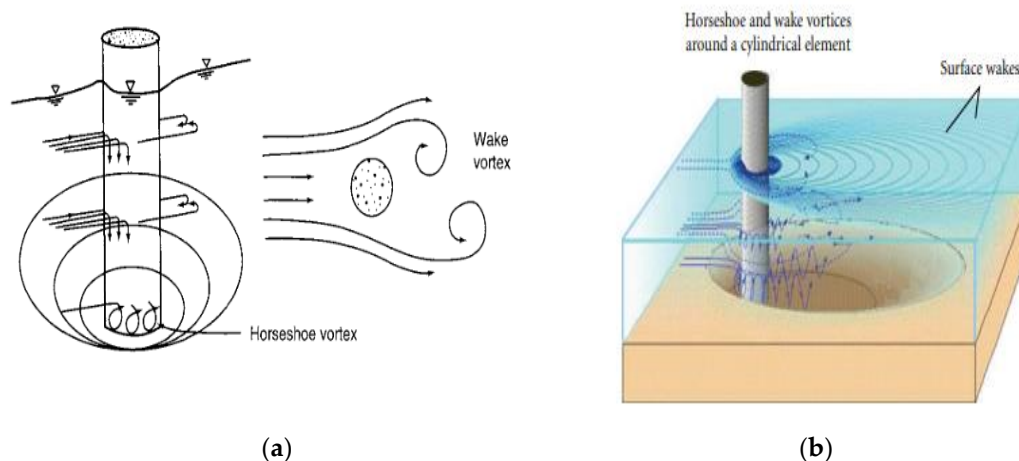 Wake
vortex
Horseshoe vortex
(a)
Horseshoe and wake vortices
around a cylindrical element
Surface wakes
(b)